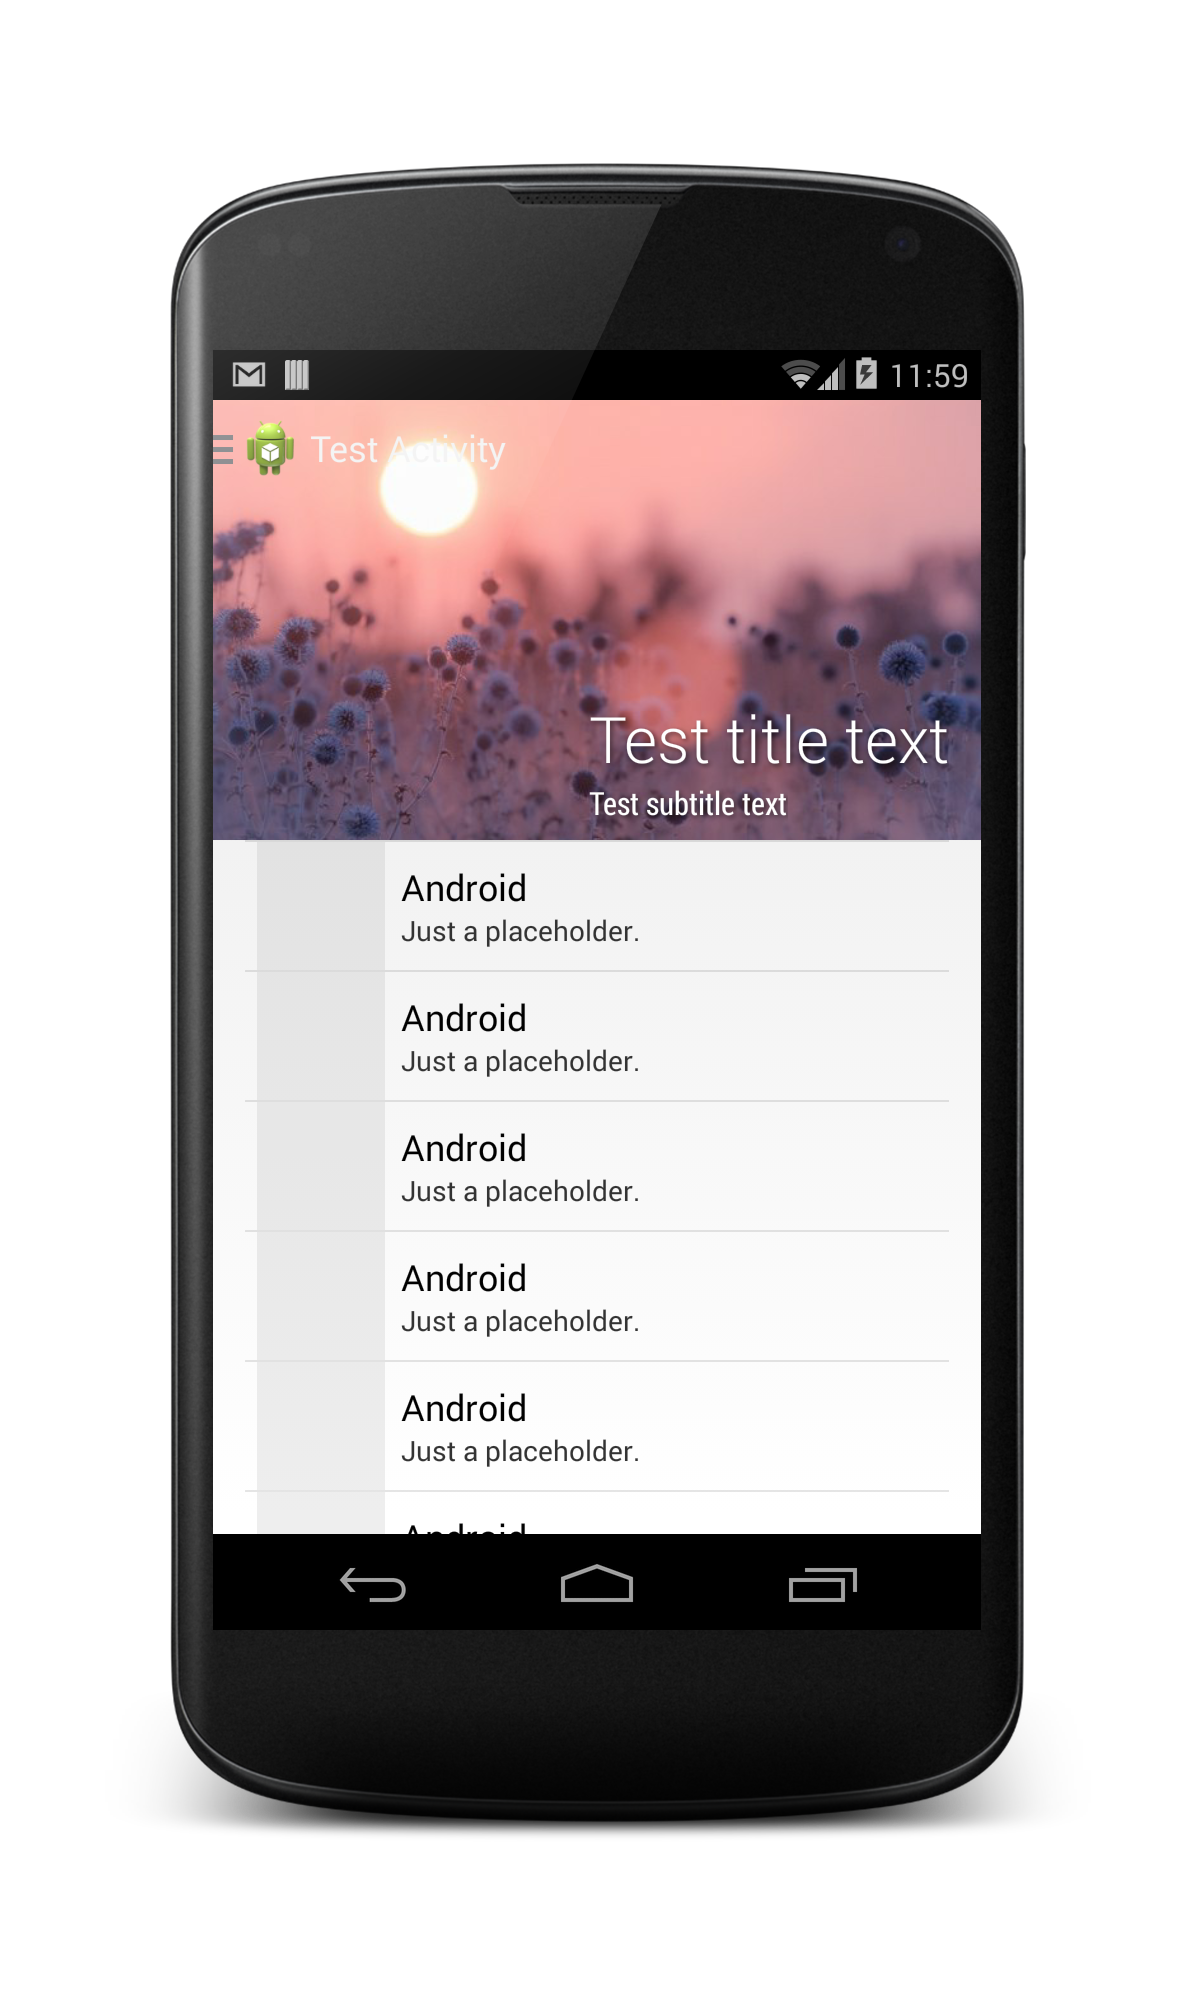 11:59
Test Activity
Test title text
Test subtitle text
Android
Just a placeholder.
Android
Just a placeholder.
Android
Just a placeholder.
Android
Just a placeholder.
Android
Just a placeholder.
Android